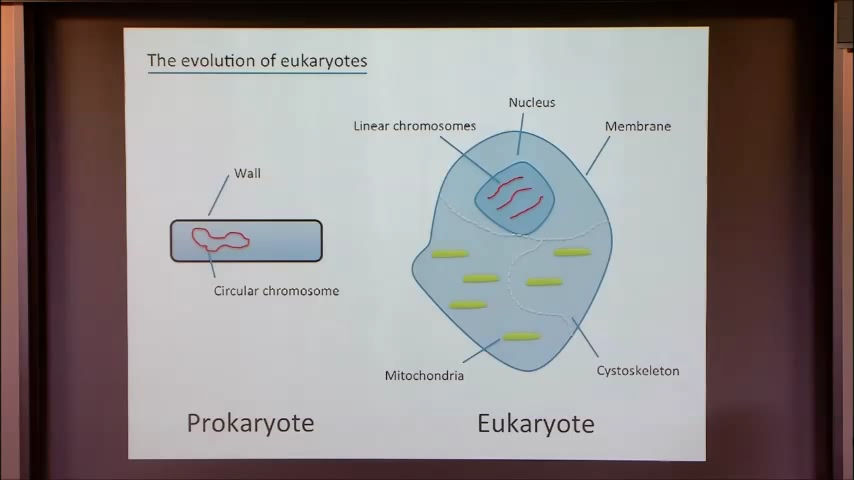 The evolution of eukaryotes
Nucleus
Linear chromosomes
Membrane
Wall
Circular chromosome
Mitochondria
Cystoskeleton
Prokaryote
Eukaryote